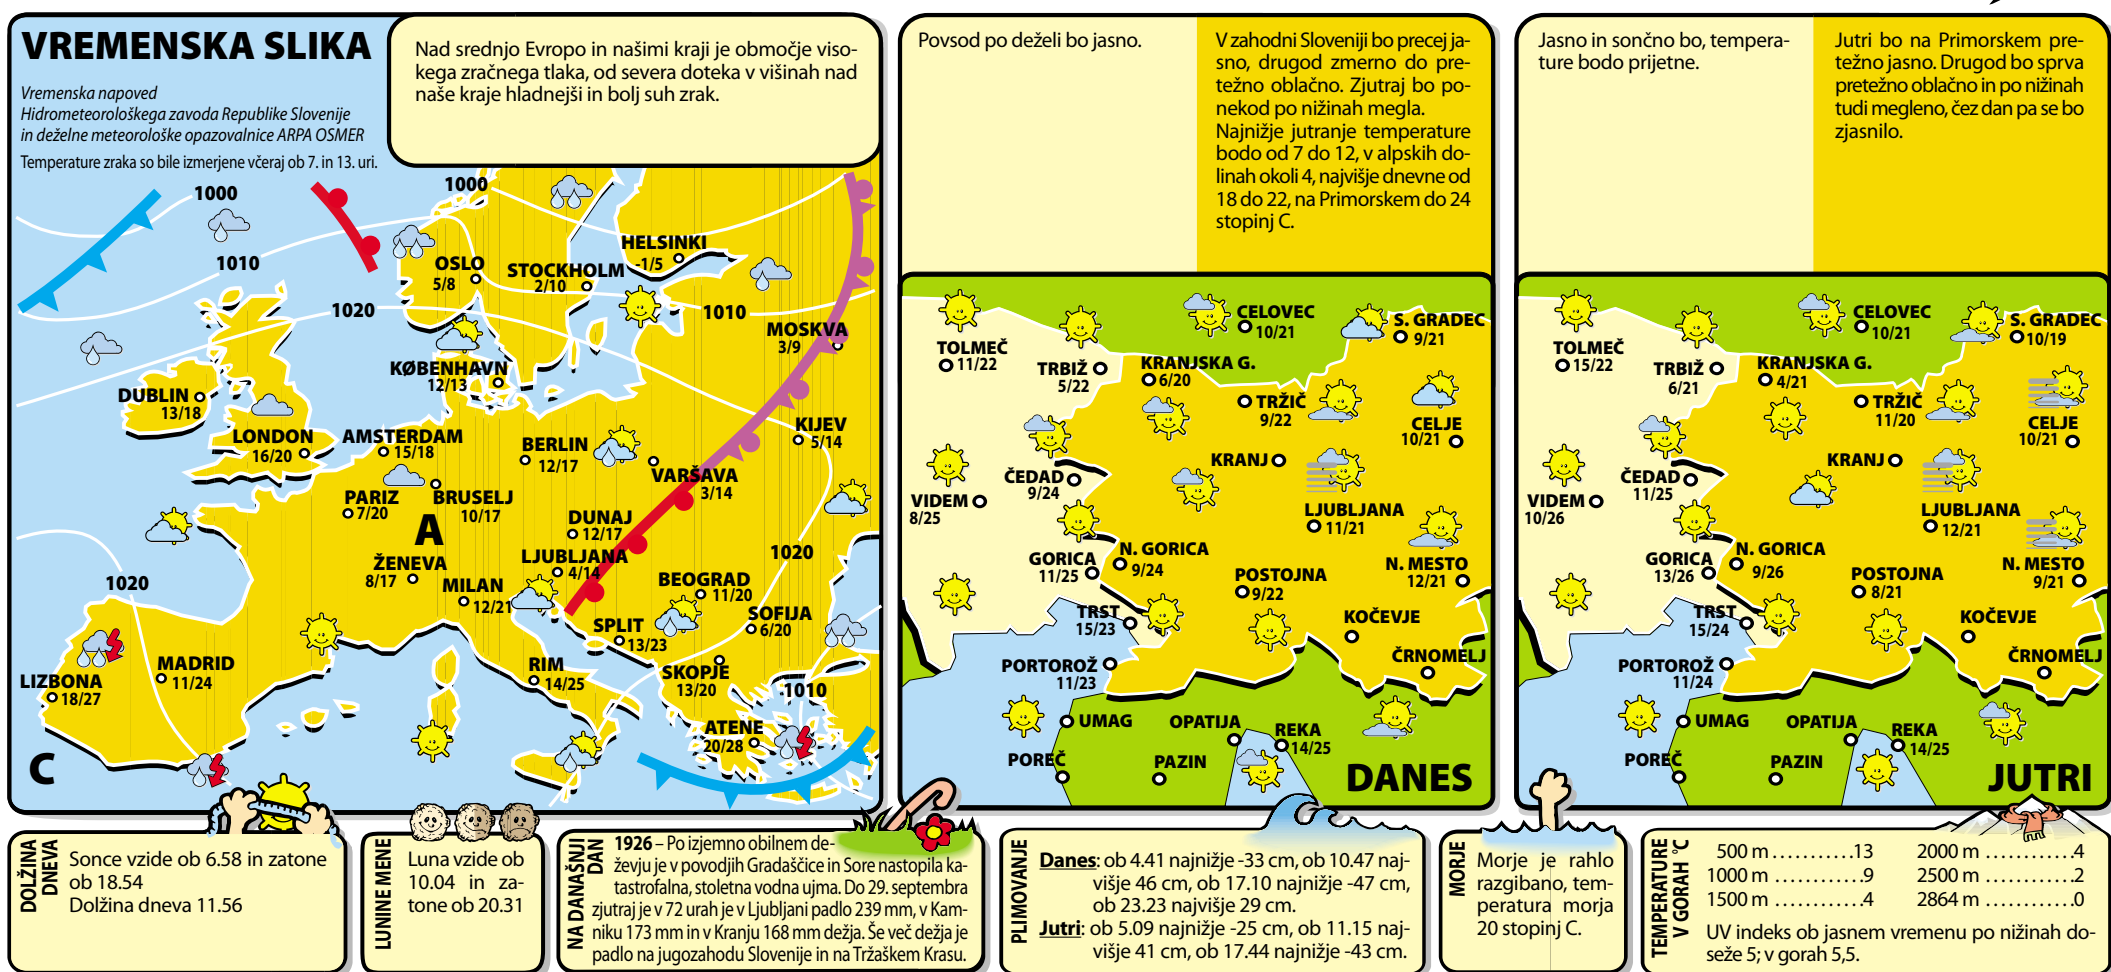 VREMENSKA SLIKA
Vremenska napoved
Hidrometeorološkega zavoda Republike Slovenije
in deželne meteorološke opazovalnice ARPA OSMER
Temperature zraka so bile izmerjene včeraj ob 7. in 13. uri.
Nad srednjo Evropo in našimi kraji je območje viso-
kega zračnega tlaka, od severa doteka v višinah nad
naše kraje hladnejši in bolj suh zrak.
1000
1000
1010
1020
1010
1020
1020
1010
HELSINKI
-1/5
OSLO
5/8
STOCKHOLM
2/10
MOSKVA
3/9
KØBENHAVN
12/13
DUBLIN
13/18
LONDON
16/20
AMSTERDAM
15/18
BERLIN
12/17
KIJEV
5/14
VARŠAVA
3/14
PARIZ
7/20
BRUSELJ
10/17
A
DUNAJ
12/17
ŽENEVA
8/17
LJUBLJANA
4/14
MILAN
12/21
BEOGRAD
11/20
SOFIJA
6/20
SPLIT
13/23
SKOPJE
13/20
RIM
14/25
MADRID
11/24
LIZBONA
18/27
ATENE
20/28
C
Povsod po deželi bo jasno.
V zahodni Sloveniji bo precej ja-
sno, drugod zmerno do pre-
težno oblačno. Zjutraj bo po-
nekod po nižinah megla.
Najnižje jutranje temperature
bodo od 7 do 12, v alpskih do-
linah okoli 4, najvišje dnevne od
18 do 22, na Primorskem do 24
stopinj C.
CELOVEC
10/21
S. GRADEC
9/21
TOLMEČ
11/22
TRBIŽ
5/22
KRANJSKA G.
6/20
TRŽIČ
9/22
CELJE
10/21
KRANJ
ČEDAD
9/24
VIDEM
8/25
LJUBLJANA
11/21
GORICA
11/25
N. GORICA
9/24
POSTOJNA
9/22
N. MESTO
12/21
TRST
15/23
KOČEVJE
PORTOROŽ
11/23
ČRNOMELJ
UMAG
OPATIJA
REKA
14/25
POREČ
PAZIN
DANES
Jasno in sončno bo, tempera-
ture bodo prijetne.
Jutri bo na Primorskem pre-
težno jasno. Drugod bo sprva
pretežno oblačno in po nižinah
tudi megleno, čez dan pa se bo
zjasnilo.
CELOVEC
10/21
S. GRADEC
10/19
TOLMEČ
15/22
TRBIŽ
6/21
KRANJSKA G.
4/21
TRŽIČ
11/20
CELJE
10/21
KRANJ
ČEDAD
11/25
VIDEM
10/26
LJUBLJANA
12/21
GORICA
13/26
N. GORICA
9/26
POSTOJNA
8/21
N. MESTO
9/21
TRST
15/24
KOČEVJE
PORTOROŽ
11/24
ČRNOMELJ
UMAG
OPATIJA
REKA
14/25
POREČ
PAZIN
JUTRI
DOLŽINA
DNEVA
Sonce vzide ob 6.58 in zatone
ob 18.54
Dolžina dneva 11.56
LUNINE MENE
Luna vzide ob
10.04 in za-
tone ob 20.31
NA DANAŠNJI
DAN
1926 – Po izjemno obilnem de-
ževju je v povodjih Gradaščice in Sore nastopila ka-
tastrofalna, stoletna vodna ujma. Do 29. septembra
zjutraj je v 72 urah je v Ljubljani padlo 239 mm, v Kam-
niku 173 mm in v Kranju 168 mm dežja. Še več dežja je
padlo na jugozahodu Slovenije in na Tržaškem Krasu.
PLIMOVANJE
Danes: ob 4.41 najnižje -33 cm, ob 10.47 naj-
višje 46 cm, ob 17.10 najnižje -47 cm,
ob 23.23 najvišje 29 cm.
Jutri: ob 5.09 najnižje -25 cm, ob 11.15 naj-
višje 41 cm, ob 17.44 najnižje -43 cm.
MORJE
Morje je rahlo
razgibano, tem-
peratura morja
20 stopinj C.
TEMPERATURE
V GORAH °C
500 m ...........13
1000 m ............9
1500 m ............4
2000 m ............4
2500 m ............2
2864 m ............0
UV indeks ob jasnem vremenu po nižinah do-
seže 5; v gorah 5,5.